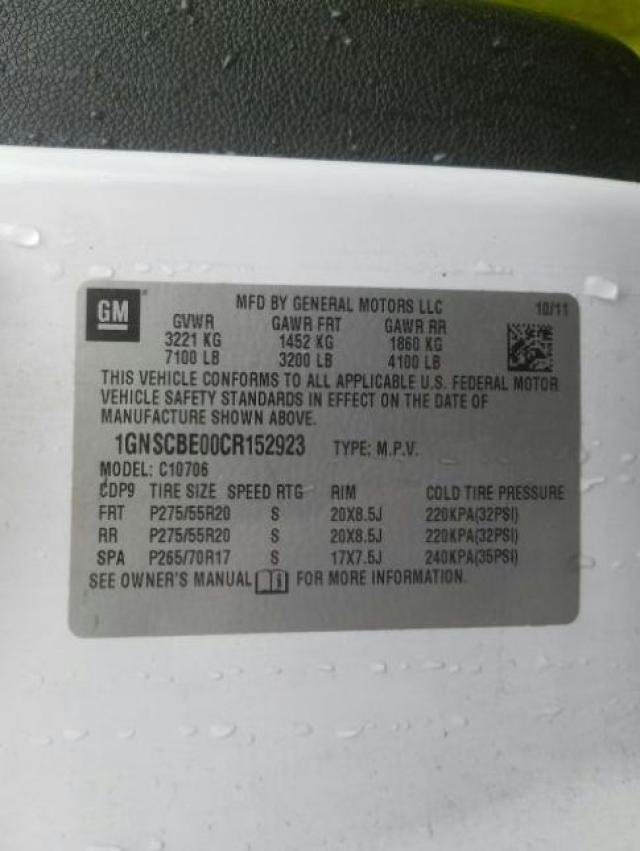 GM
MFD BY GENERAL MOTORS LLC 10/11
GVWR GAWR FRT GAWR RR
3221 KG 1452 KG 1860 KG
7100 LB 3200 LB 4100 LB
THIS VEHICLE CONFORMS TO ALL APPLICABLE U.S. FEDERAL MOTOR
VEHICLE SAFETY STANDARDS IN EFFECT ON THE DATE OF
MANUFACTURE SHOWN ABOVE.
1GNSCBE00CR152923 TYPE: M.P.V.
MODEL: C10706
CDP9 TIRE SIZE SPEED RTG RIM COLD TIRE PRESSURE
FRT P275/55R20 S 20X8.5J 220KPA(32PSI)
RR P275/55R20 S 20X8.5J 220KPA(32PSI)
SPA P265/70R17 S 17X7.5J 240KPA(35PSI)
SEE OWNER'S MANUAL FOR MORE INFORMATION.